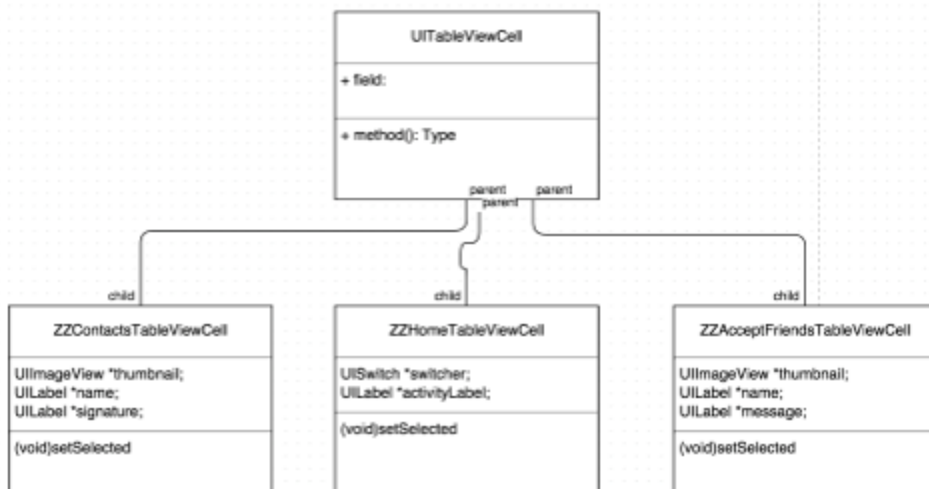 UITableViewCell
+ field:
+ method(): Type
parent
parent
parent
child
child
child
ZZContactsTableViewCell
UIImageView *thumbnail;
UILabel *name;
UILabel *signature;
(void)setSelected
ZZHomeTableViewCell
UISwitch *switcher;
UILabel *activityLabel;
(void)setSelected
ZZAcceptFriendsTableViewCell
UIImageView *thumbnail;
UILabel *name;
UILabel *message;
(void)setSelected